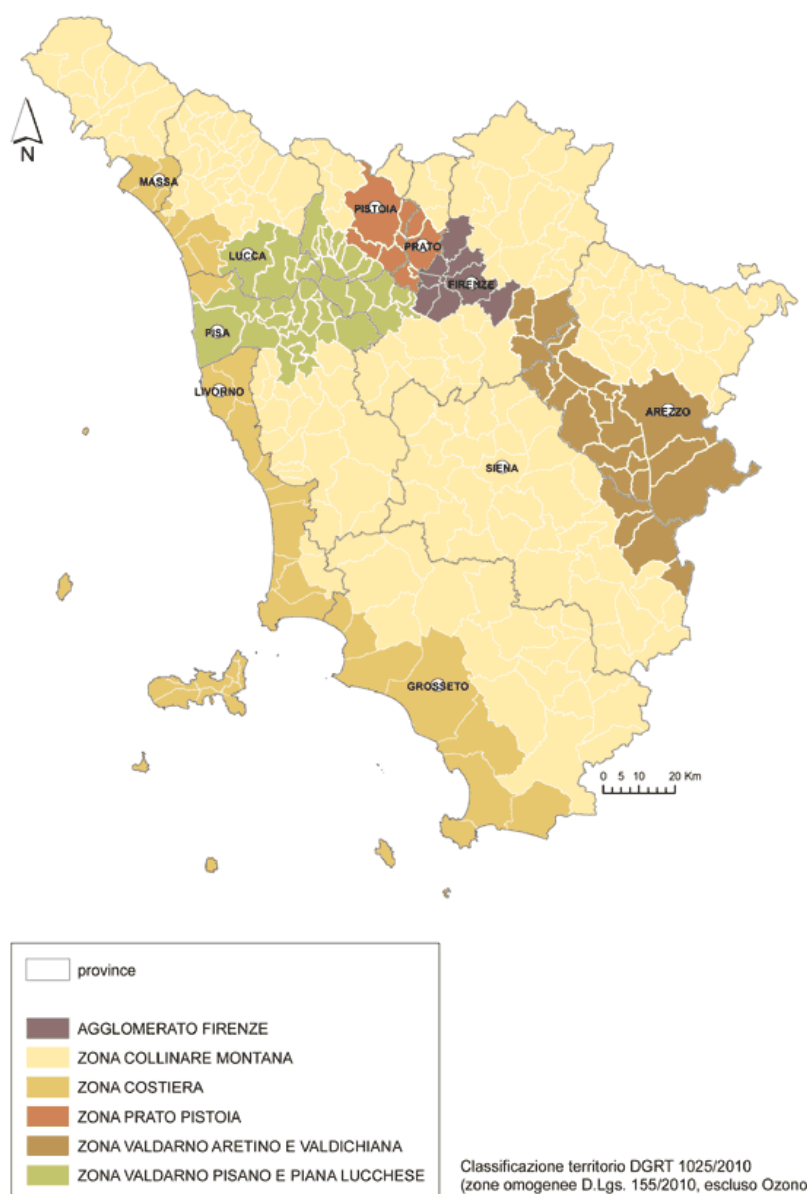 N
MASSA
PISTOIA
PRATO
LUCCA
FIRENZE
PISA
LIVORNO
AREZZO
SIENA
GROSSETO
0 5 10 20 Km
province
AGGLOMERATO FIRENZE
ZONA COLLINARE MONTANA
ZONA COSTIERA
ZONA PRATO PISTOIA
ZONA VALDARNO ARETINO E VALDICHIANA
ZONA VALDARNO PISANO E PIANA LUCCHESE
Classificazione territorio DGRT 1025/2010
(zone omogenee D.Lgs. 155/2010, escluso Ozono